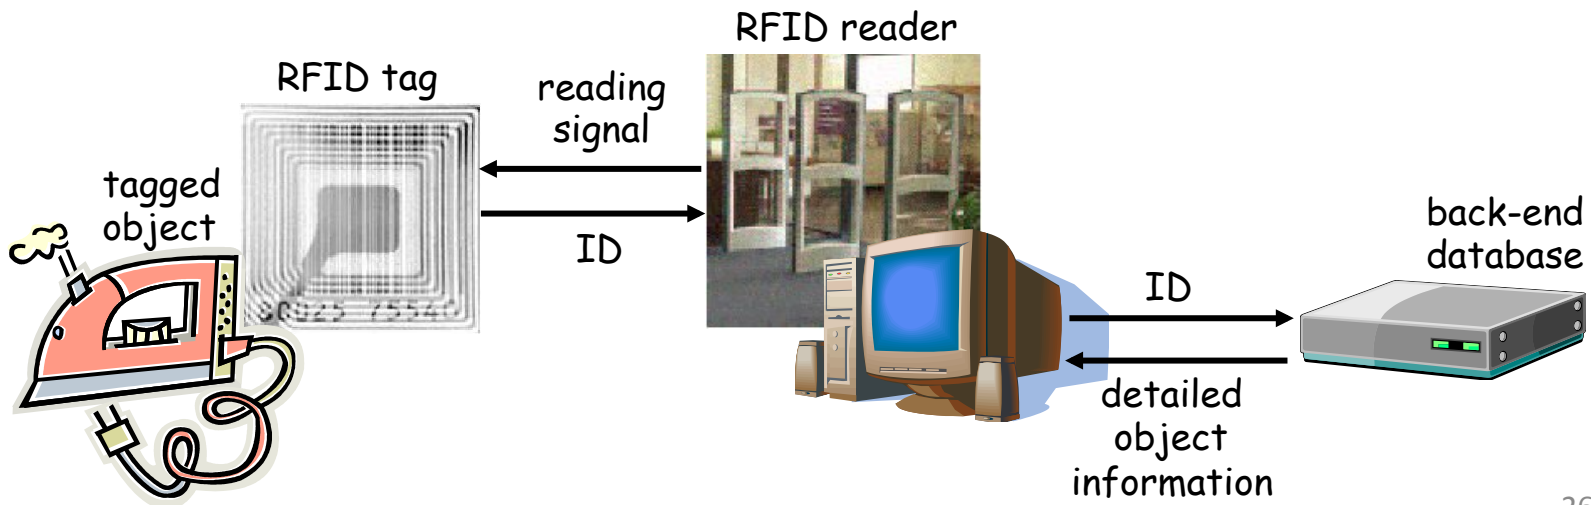 RFID reader
RFID tag
reading
signal
tagged
object
ID
back-end
database
ID
detailed
object
information